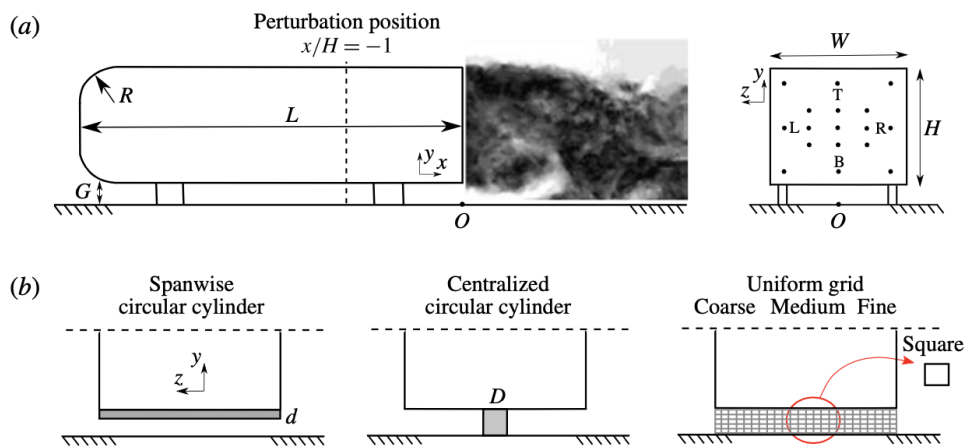 (a)
Perturbation position
x/H = −1
R
L
G
y
x
O
W
y
z
T
L
R
B
H
O
(b)
Spanwise
circular cylinder
y
z
d
Centralized
circular cylinder
D
Uniform grid
Coarse Medium Fine
Square